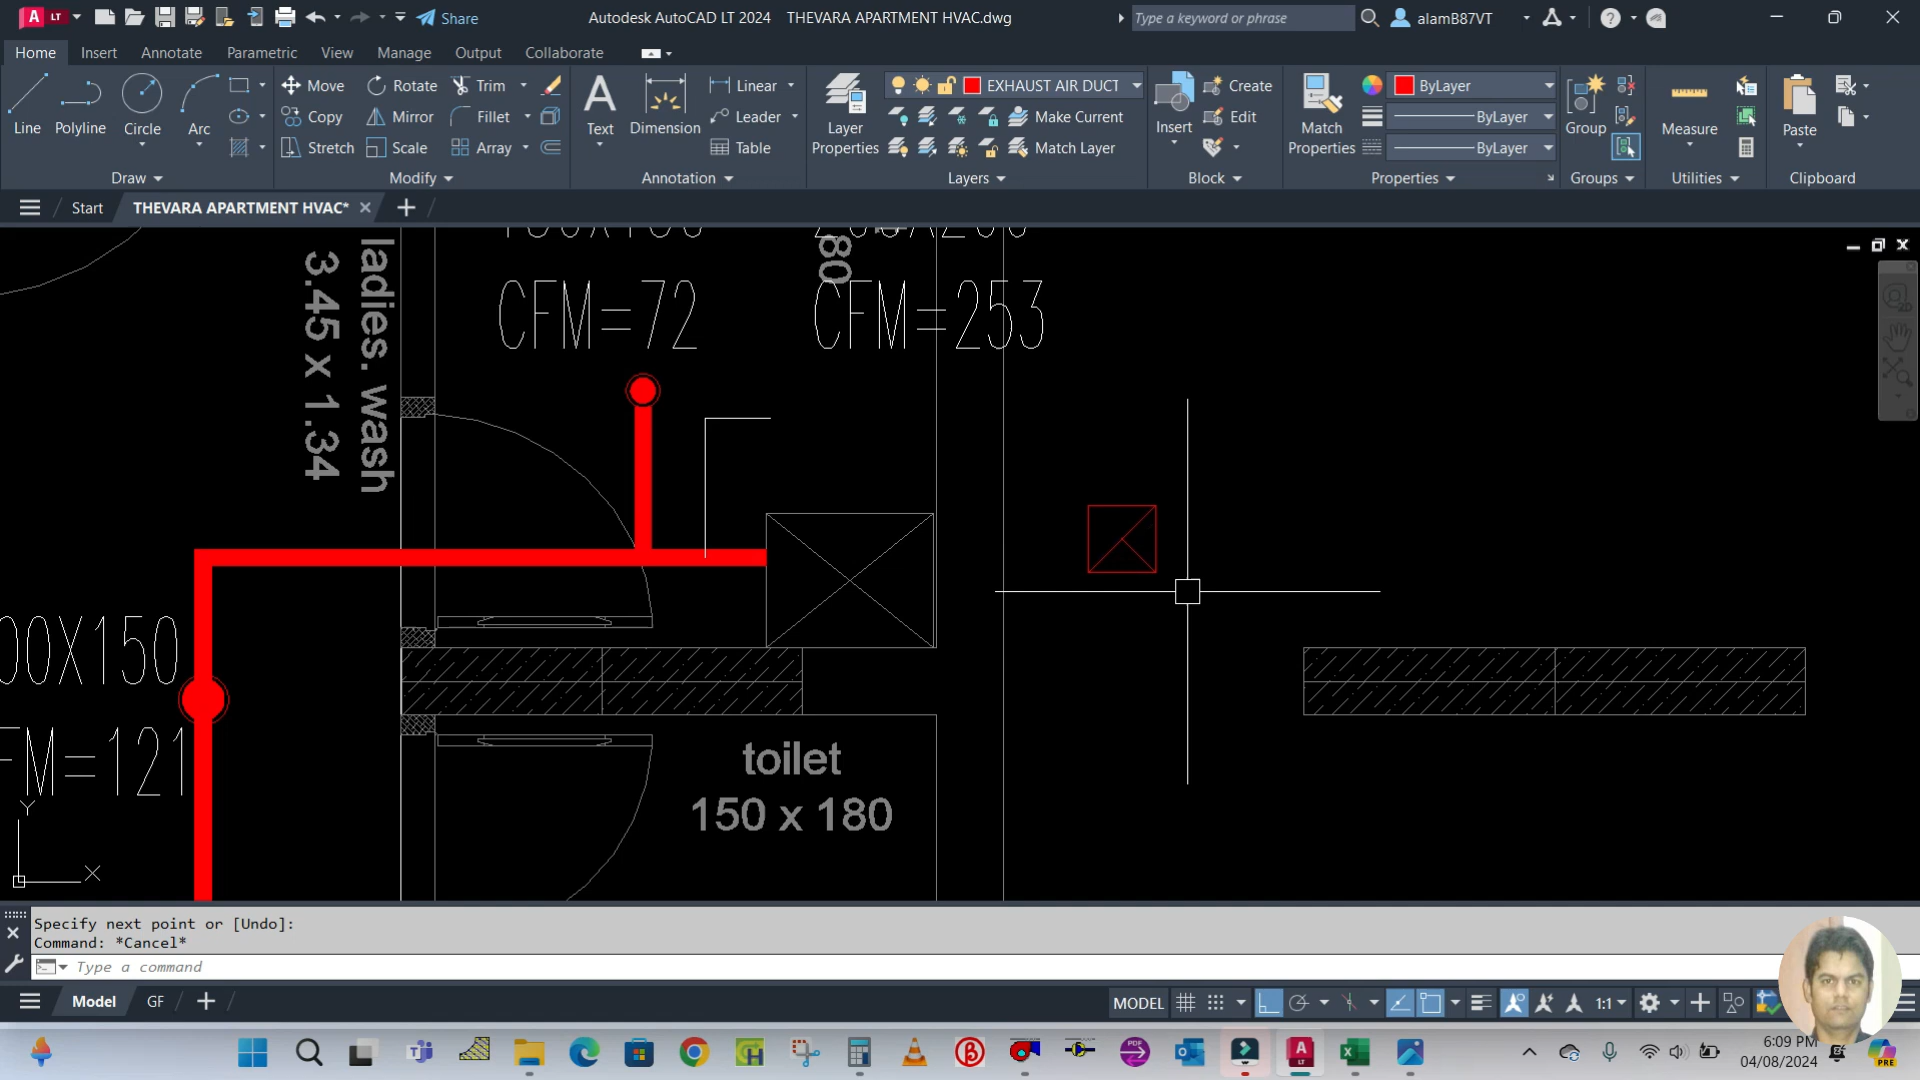 LT
Share
Autodesk AutoCAD LT 2024 THEVARA APARTMENT HVAC.dwg
Type a keyword or phrase
alamB87VT
Home Insert Annotate Parametric View Manage Output Collaborate
Line Polyline Circle Arc
Move Rotate Trim
Copy Mirror Fillet
Stretch Scale Array
Text Dimension
Linear
Leader
Table
Layer Properties
EXHAUST AIR DUCT
Make Current
Match Layer
Insert
Create
Edit
Match Properties
ByLayer
ByLayer
ByLayer
Group
Measure
Paste
Draw Modify Annotation Layers Block Properties Groups Utilities Clipboard
Start THEVARA APARTMENT HVAC*
ladies. wash
3.45 x 1.34
80
CFM=72
CFM=253
00X150
FM=121
toilet
150 x 180
Y
X
Specify next point or [Undo]:
Command: *Cancel*
Type a command
Model GF
MODEL
1:1
6:09 PM
04/08/2024